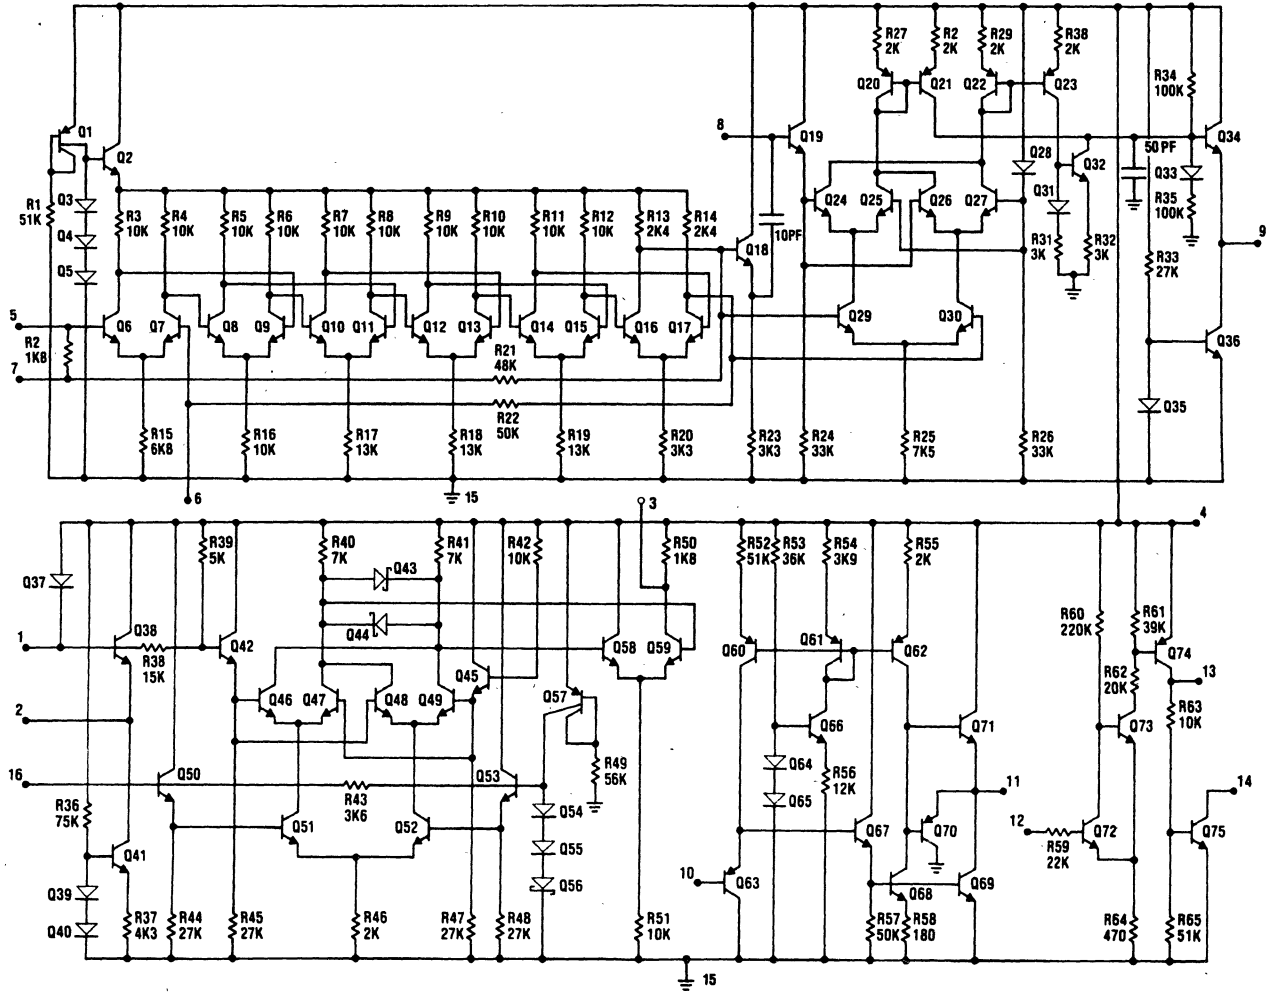 R27 2K
R2 2K
R29 2K
R38 2K
Q20
Q21
Q22
Q23
R34 100K
Q1
Q2
8
Q19
50 PF
Q34
Q28
Q32
Q33
R1 51K
Q3
Q4
Q5
R3 10K
R4 10K
R5 10K
R6 10K
R7 10K
R8 10K
R9 10K
R10 10K
R11 10K
R12 10K
R13 2K4
R14 2K4
Q18
10PF
Q24
Q25
Q26
Q27
Q31
R31 3K
R32 3K
R35 100K
R33 27K
9
5
Q6
Q7
Q8
Q9
Q10
Q11
Q12
Q13
Q14
Q15
Q16
Q17
Q29
Q30
Q36
R2 1K8
7
R21 48K
R22 50K
Q35
R15 6K8
R16 10K
R17 13K
R18 13K
R19 13K
R20 3K3
R23 3K3
R24 33K
R25 7K5
R26 33K
6
15
3
4
R39 5K
R40 7K
R41 7K
R42 10K
R50 1K8
R52 51K
R53 36K
R54 3K9
R55 2K
Q37
Q43
Q44
1
Q38
R38 15K
Q42
Q58
Q59
Q60
Q61
Q62
R60 220K
R61 39K
Q74
13
Q45
Q46
Q47
Q48
Q49
Q57
R62 20K
R63 10K
2
Q66
Q71
Q73
16
Q50
R43 3K6
Q53
R49 56K
Q64
Q65
R56 12K
11
14
R36 75K
Q54
Q51
Q52
Q67
Q70
12
R59 22K
Q72
Q75
Q41
Q55
Q56
10
Q63
Q68
Q69
Q39
Q40
R37 4K3
R44 27K
R45 27K
R46 2K
R47 27K
R48 27K
R51 10K
R57 50K
R58 180
R64 470
R65 51K
15